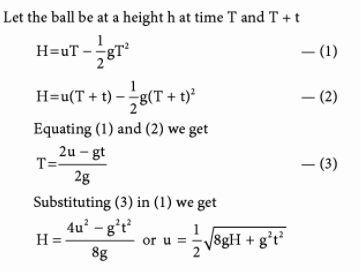 Let the ball be at a height h at time T and T + t
H=uT − 1/2 gT² — (1)
H=u(T + t) − 1/2 g(T + t)² — (2)
Equating (1) and (2) we get
T= (2u − gt)/2g — (3)
Substituting (3) in (1) we get
H = (4u² − g²t²)/8g or u = 1/2 √(8gH + g²t²)